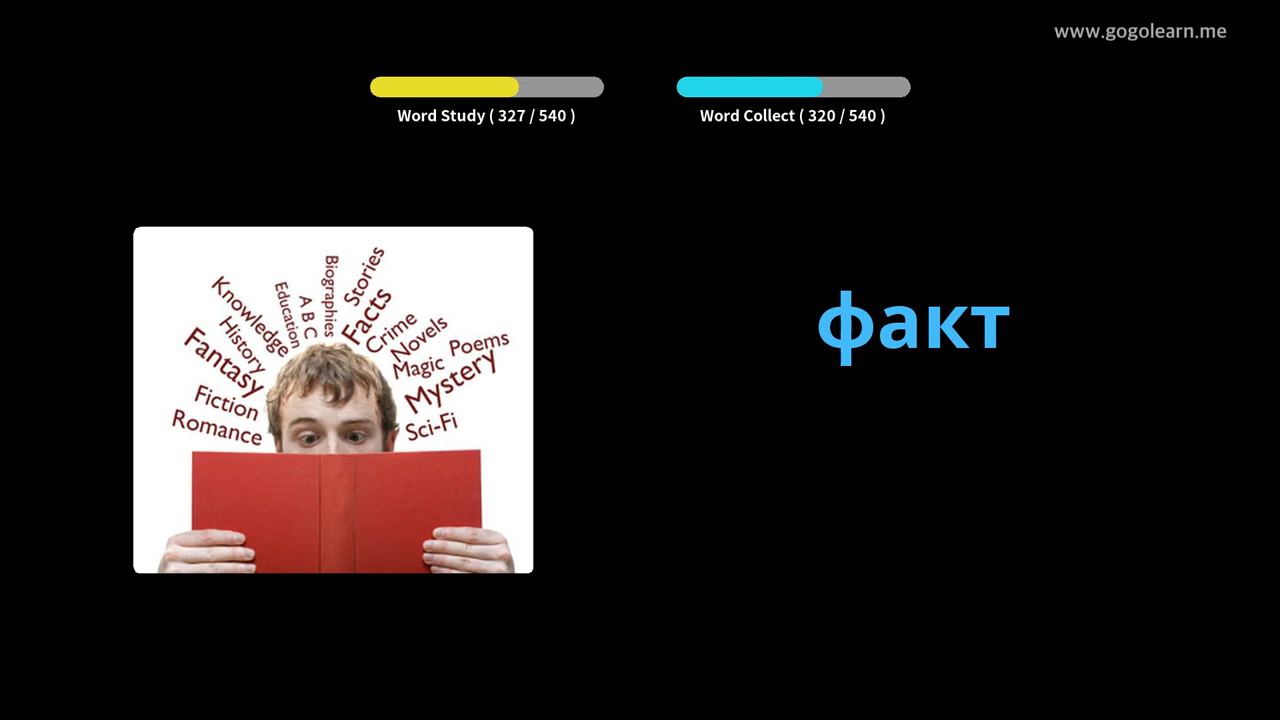 www.gogolearn.me
Word Study ( 327 / 540 )
Word Collect ( 320 / 540 )
факт
Stories
Biographies
Facts
Education
A B C
Knowledge
Crime
History
Novels
Poems
Fantasy
Magic
Mystery
Fiction
Romance
Sci-Fi